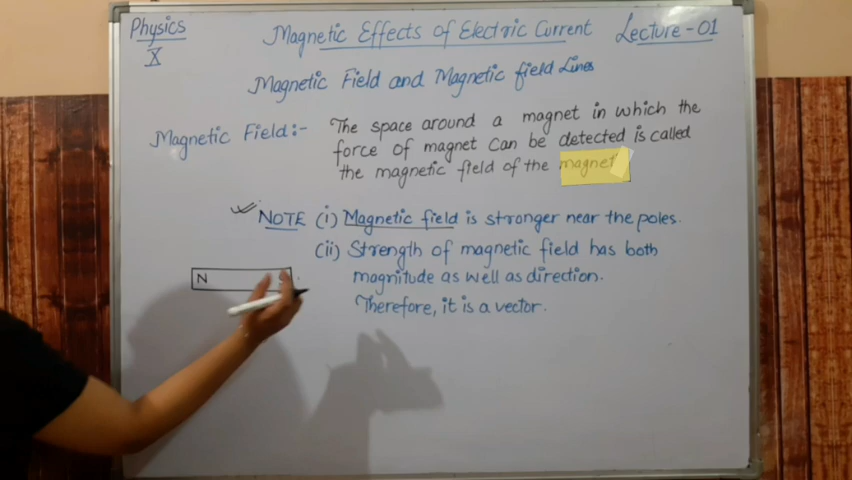 Physics
X
Magnetic Effects of Electric Current
Lecture-01
Magnetic Field and Magnetic field Lines
Magnetic Field:- The space around a magnet in which the
force of magnet can be detected is called
the magnetic field of the magnet
NOTE (i) Magnetic field is stronger near the poles.
(ii) Strength of magnetic field has both
magnitude as well as direction.
Therefore, it is a vector.
N